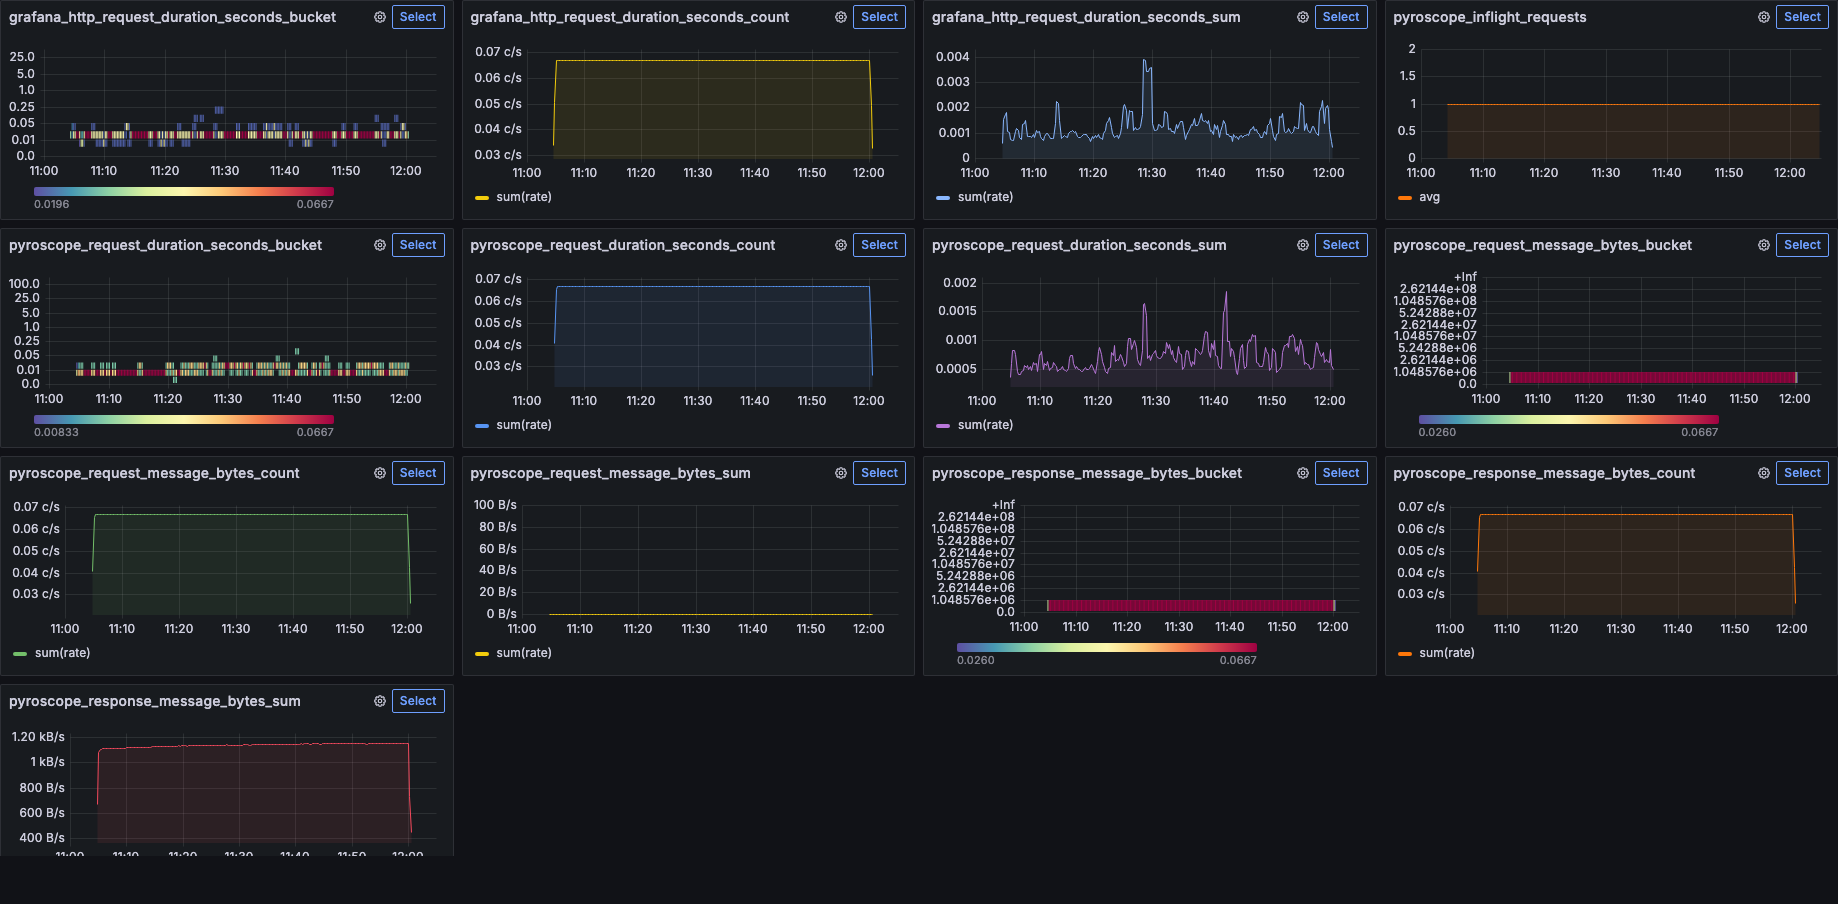 grafana_http_request_duration_seconds_bucket Select
25.0
5.0
1.0
0.25
0.05
0.01
0.0
11:00 11:10 11:20 11:30 11:40 11:50 12:00
0.0196 0.0667
grafana_http_request_duration_seconds_count Select
0.07 c/s
0.06 c/s
0.05 c/s
0.04 c/s
0.03 c/s
11:00 11:10 11:20 11:30 11:40 11:50 12:00
sum(rate)
grafana_http_request_duration_seconds_sum Select
0.004
0.003
0.002
0.001
0
11:00 11:10 11:20 11:30 11:40 11:50 12:00
sum(rate)
pyroscope_inflight_requests Select
2
1.5
1
0.5
0
11:00 11:10 11:20 11:30 11:40 11:50 12:00
avg
pyroscope_request_duration_seconds_bucket Select
100.0
25.0
5.0
1.0
0.25
0.05
0.01
0.0
11:00 11:10 11:20 11:30 11:40 11:50 12:00
0.00833 0.0667
pyroscope_request_duration_seconds_count Select
0.07 c/s
0.06 c/s
0.05 c/s
0.04 c/s
0.03 c/s
11:00 11:10 11:20 11:30 11:40 11:50 12:00
sum(rate)
pyroscope_request_duration_seconds_sum Select
0.002
0.0015
0.001
0.0005
11:00 11:10 11:20 11:30 11:40 11:50 12:00
sum(rate)
pyroscope_request_message_bytes_bucket Select
+Inf
2.62144e+08
1.048576e+08
5.24288e+07
2.62144e+07
1.048576e+07
5.24288e+06
2.62144e+06
1.048576e+06
0.0
11:00 11:10 11:20 11:30 11:40 11:50 12:00
0.0260 0.0667
pyroscope_request_message_bytes_count Select
0.07 c/s
0.06 c/s
0.05 c/s
0.04 c/s
0.03 c/s
11:00 11:10 11:20 11:30 11:40 11:50 12:00
sum(rate)
pyroscope_request_message_bytes_sum Select
100 B/s
80 B/s
60 B/s
40 B/s
20 B/s
0 B/s
11:00 11:10 11:20 11:30 11:40 11:50 12:00
sum(rate)
pyroscope_response_message_bytes_bucket Select
+Inf
2.62144e+08
1.048576e+08
5.24288e+07
2.62144e+07
1.048576e+07
5.24288e+06
2.62144e+06
1.048576e+06
0.0
11:00 11:10 11:20 11:30 11:40 11:50 12:00
0.0260 0.0667
pyroscope_response_message_bytes_count Select
0.07 c/s
0.06 c/s
0.05 c/s
0.04 c/s
0.03 c/s
11:00 11:10 11:20 11:30 11:40 11:50 12:00
sum(rate)
pyroscope_response_message_bytes_sum Select
1.20 kB/s
1 kB/s
800 B/s
600 B/s
400 B/s
11:00 11:10 11:20 11:30 11:40 11:50 12:00